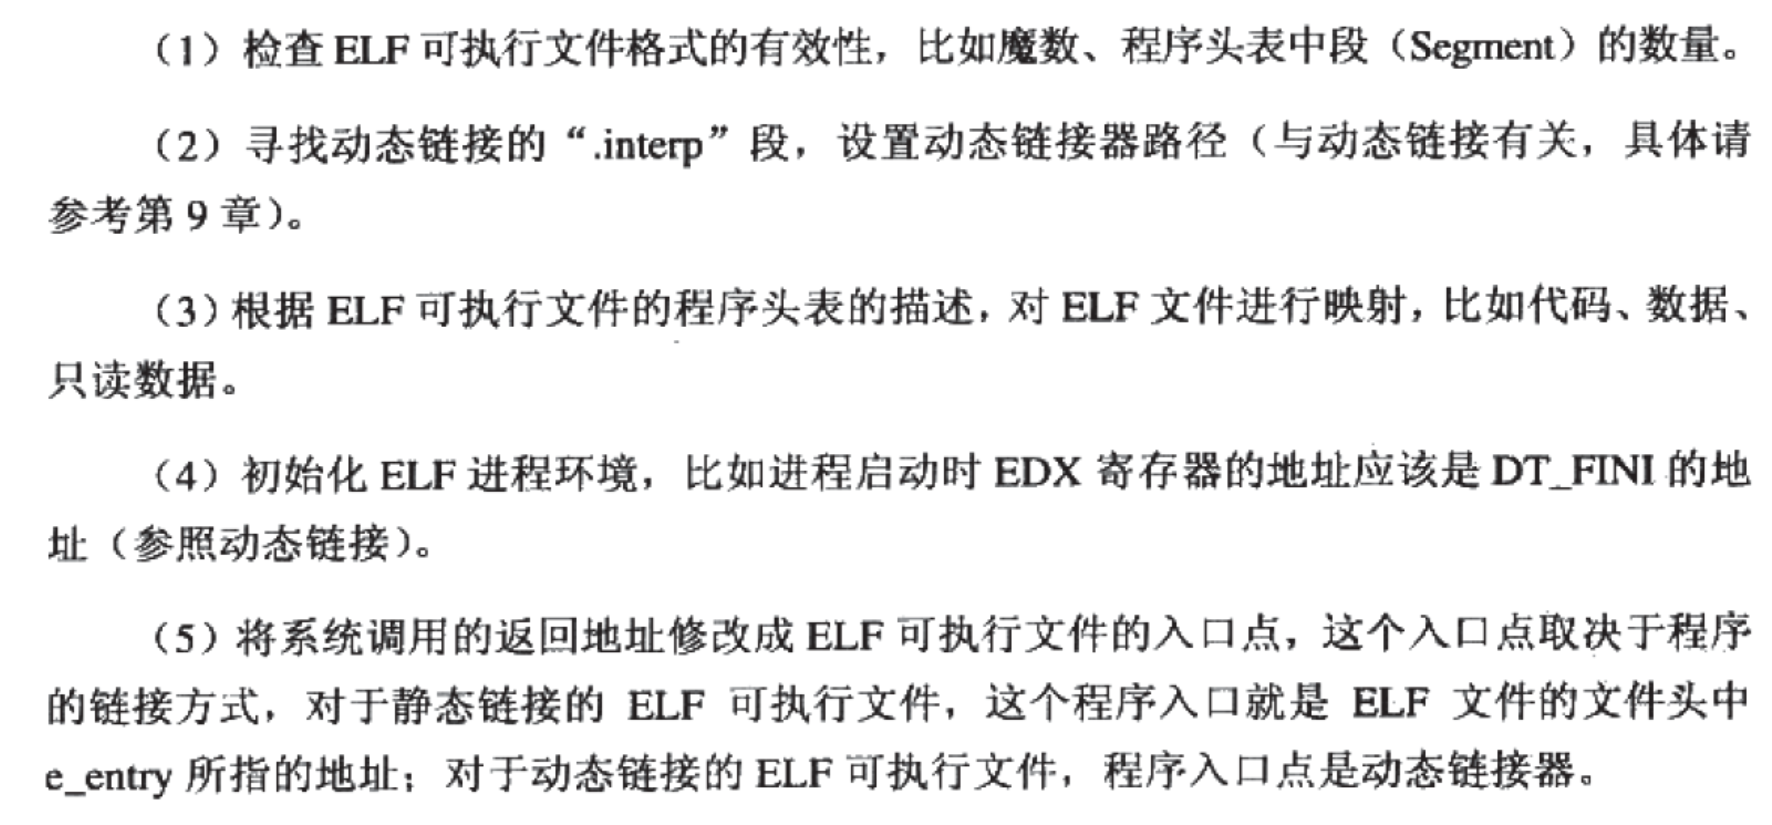 （1）检查 ELF 可执行文件格式的有效性，比如魔数、程序头表中段（Segment）的数量。
（2）寻找动态链接的“.interp”段，设置动态链接器路径（与动态链接有关，具体请
参考第 9 章）。
（3）根据 ELF 可执行文件的程序头表的描述，对 ELF 文件进行映射，比如代码、数据、
只读数据。
（4）初始化 ELF 进程环境，比如进程启动时 EDX 寄存器的地址应该是 DT_FINI 的地
址（参照动态链接）。
（5）将系统调用的返回地址修改成 ELF 可执行文件的入口点，这个入口点取决于程序
的链接方式，对于静态链接的 ELF 可执行文件，这个程序入口就是 ELF 文件的文件头中
e_entry 所指的地址；对于动态链接的 ELF 可执行文件，程序入口点是动态链接器。